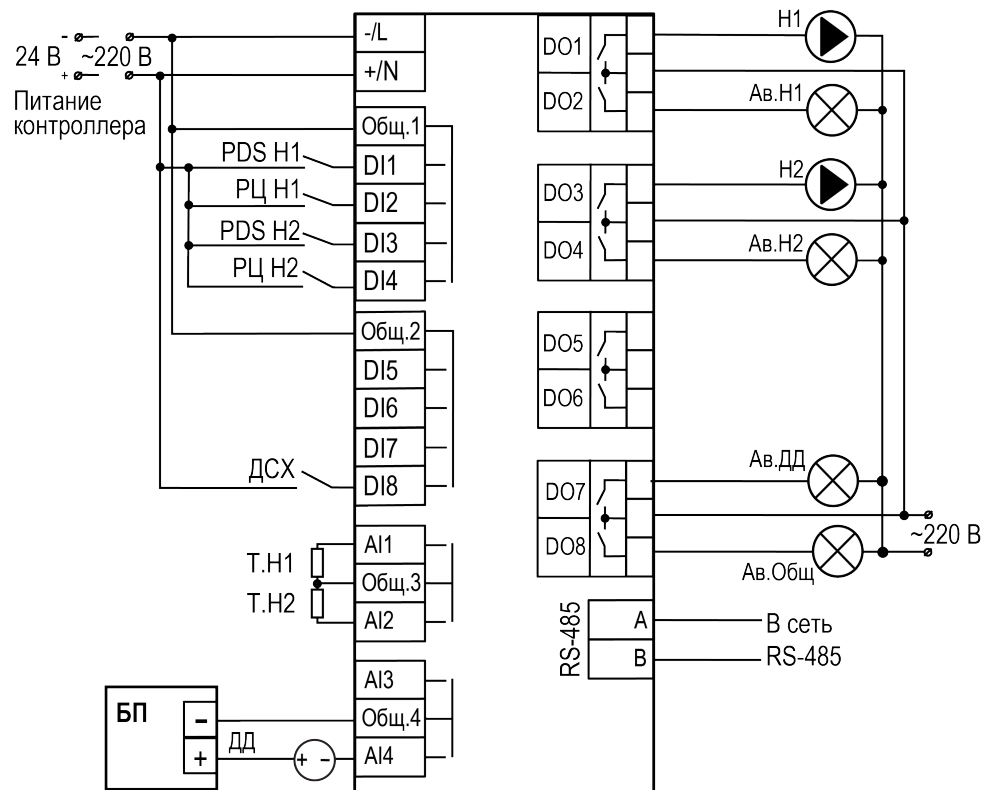 -
24 В ~220 В
+
Питание
контроллера
-/L
+/N
Общ.1
PDS Н1
DI1
РЦ Н1
DI2
PDS Н2
DI3
РЦ Н2
DI4
Общ.2
DI5
DI6
DI7
ДСХ
DI8
Т.Н1
AI1
Общ.3
Т.Н2
AI2
AI3
БП
-
Общ.4
+
ДД
+ -
AI4
DO1
Н1
DO2
Ав.Н1
DO3
Н2
DO4
Ав.Н2
DO5
DO6
DO7
Ав.ДД
~220 В
DO8
Ав.Общ
RS-485
A
В сеть
B
RS-485